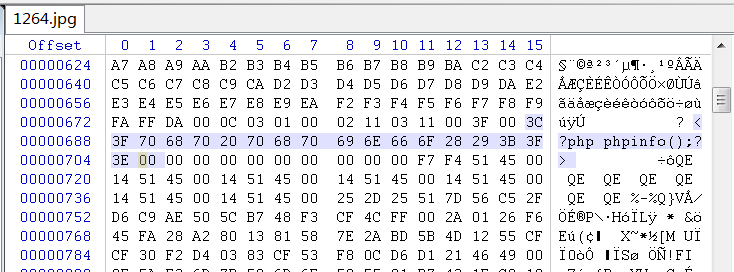 1264.jpg
Offset 0 1 2 3 4 5 6 7 8 9 10 11 12 13 14 15
00000624 A7 A8 A9 AA B2 B3 B4 B5 B6 B7 B8 B9 BA C2 C3 C4 §¨©ª²³´µ¶·¸¹ºÂÃÄ
00000640 C5 C6 C7 C8 C9 CA D2 D3 D4 D5 D6 D7 D8 D9 DA E2 ÅÆÇÈÉÊÒÓÔÕÖ×ØÙÚâ
00000656 E3 E4 E5 E6 E7 E8 E9 EA F2 F3 F4 F5 F6 F7 F8 F9 ãäåæçèéêòóôõö÷øù
00000672 FA FF DA 00 0C 03 01 00 02 11 03 11 00 3F 00 3C úÿÚ ? <
00000688 3F 70 68 70 20 70 68 70 69 6E 66 6F 28 29 3B 3F ?php phpinfo();?
00000704 3E 00 00 00 00 00 00 00 00 00 00 F7 F4 51 45 00 > ÷ôQE
00000720 14 51 45 00 14 51 45 00 14 51 45 00 14 51 45 00 QE QE QE QE
00000736 14 51 45 00 14 51 45 00 25 2D 25 51 7D 56 C5 2F QE QE %-%Q}VÅ/
00000752 D6 C9 AE 50 5C B7 48 F3 CF 4C FF 00 2A 01 26 F6 ÖÉ®P\·HóÏLÿ * &ö
00000768 45 FA 28 A2 80 13 81 58 7E 2A BD 5B 4D 12 55 CF Eú(¢ X~*½[M UÏ
00000784 CF 30 F2 D4 03 83 CF 53 F8 0C D6 D1 21 46 49 00 Ï0òÔ ÏSø ÖÑ!FI